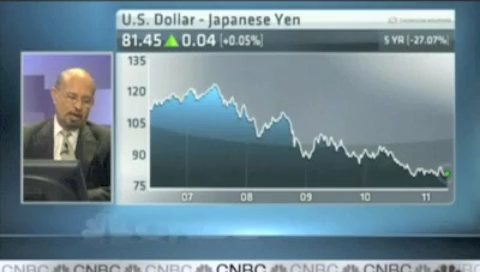 U.S. Dollar - Japanese Yen
81.45 ▲ 0.04 [+0.05%] 5 YR [-27.07%]
135
120
105
90
75
07 08 09 10 11
CNBC CNBC CNBC CNBC CNBC CNBC CNBC